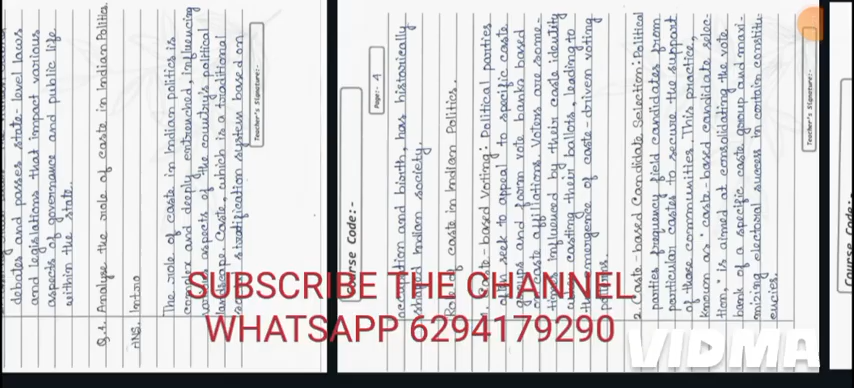 debates and passes state-level laws
and legislations that impact various
aspects of governance and public life
within the state.
Q.4. Analyse the role of caste in Indian Politics.
ANS. Intro
The role of caste in Indian politics is
complex and deeply entrenched, influencing
various aspects of the country's political
landscape. Caste, which is a traditional
stratification system based on
Teacher's Signature:-
Course Code:-
Page:- 4
occupation and birth, has historically
shaped Indian society.
Role of caste in Indian Politics.
1. Caste-based Voting: Political parties
often seek to appeal to specific caste
groups and form vote banks based
on caste affiliations. Voters are some-
times influenced by their caste identity
when casting their ballots, leading to
the emergence of caste-driven voting
patterns.
2. Caste-based Candidate Selection: Political
parties frequency field candidates from
particular castes to secure the support
of those communities. This practice,
known as "caste-based candidate selec-
tion," is aimed at consolidating the vote
bank of a specific caste group and maxi-
mizing electoral success in certain constitu-
encies.
Teacher's Signature:-
Course Code:-
SUBSCRIBE THE CHANNEL
WHATSAPP 6294179290
VIDMA